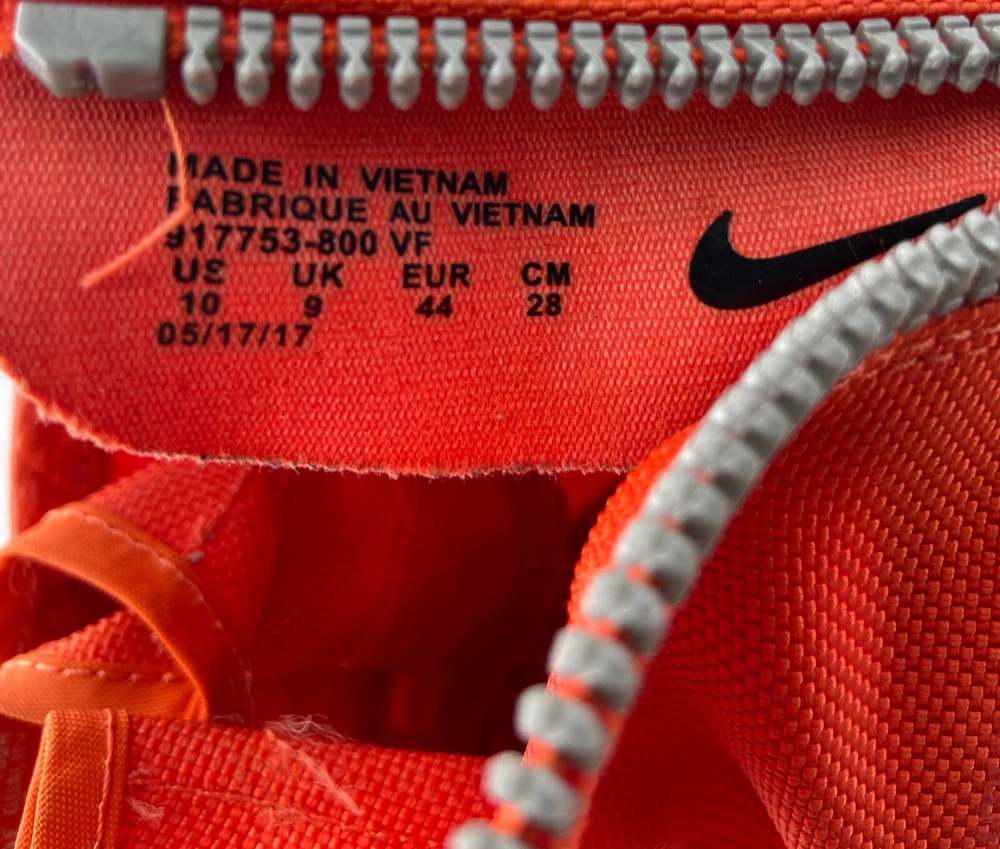 MADE IN VIETNAM
FABRIQUE AU VIETNAM
917753-800 VF
US UK EUR CM
10 9 44 28
05/17/17